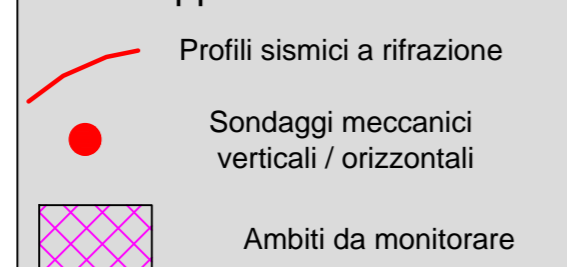 Profili sismici a rifrazione
Sondaggi meccanici
verticali / orizzontali
Ambiti da monitorare